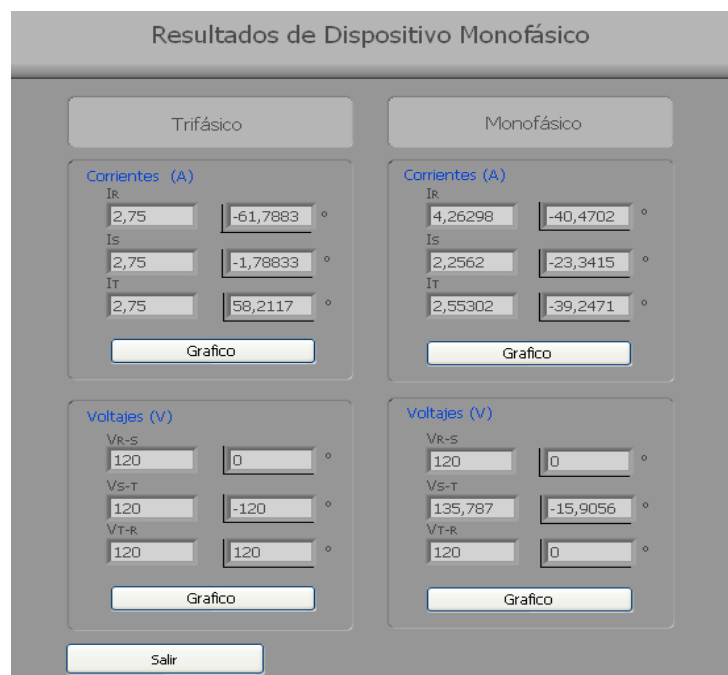 Resultados de Dispositivo Monofásico
Trifásico
Corrientes (A)
IR
2,75 -61,7883 °
IS
2,75 -1,78833 °
IT
2,75 58,2117 °
Grafico
Voltajes (V)
VR-S
120 0 °
VS-T
120 -120 °
VT-R
120 120 °
Grafico
Monofásico
Corrientes (A)
IR
4,26298 -40,4702 °
IS
2,2562 -23,3415 °
IT
2,55302 -39,2471 °
Grafico
Voltajes (V)
VR-S
120 0 °
VS-T
135,787 -15,9056 °
VT-R
120 0 °
Grafico
Salir